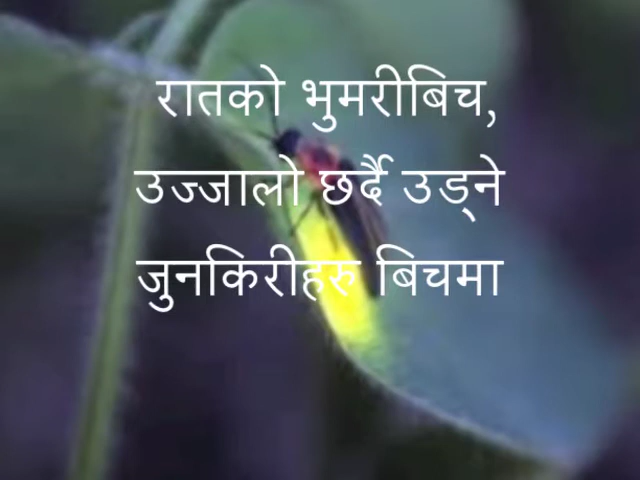 रातको भुमरीबिच,
उज्जालो छर्दै उड्ने
जुनकिरीहरु बिचमा